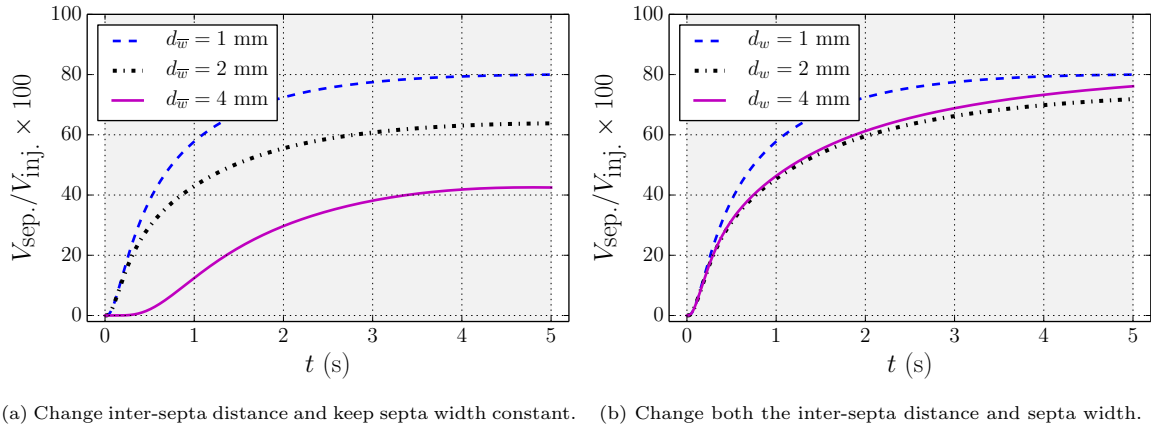 100
80
60
40
20
0
V_sep./V_inj. × 100
d_w̅ = 1 mm
d_w̅ = 2 mm
d_w̅ = 4 mm
0 1 2 3 4 5
t (s)
(a) Change inter-septa distance and keep septa width constant.
100
80
60
40
20
0
V_sep./V_inj. × 100
d_w = 1 mm
d_w = 2 mm
d_w = 4 mm
0 1 2 3 4 5
t (s)
(b) Change both the inter-septa distance and septa width.